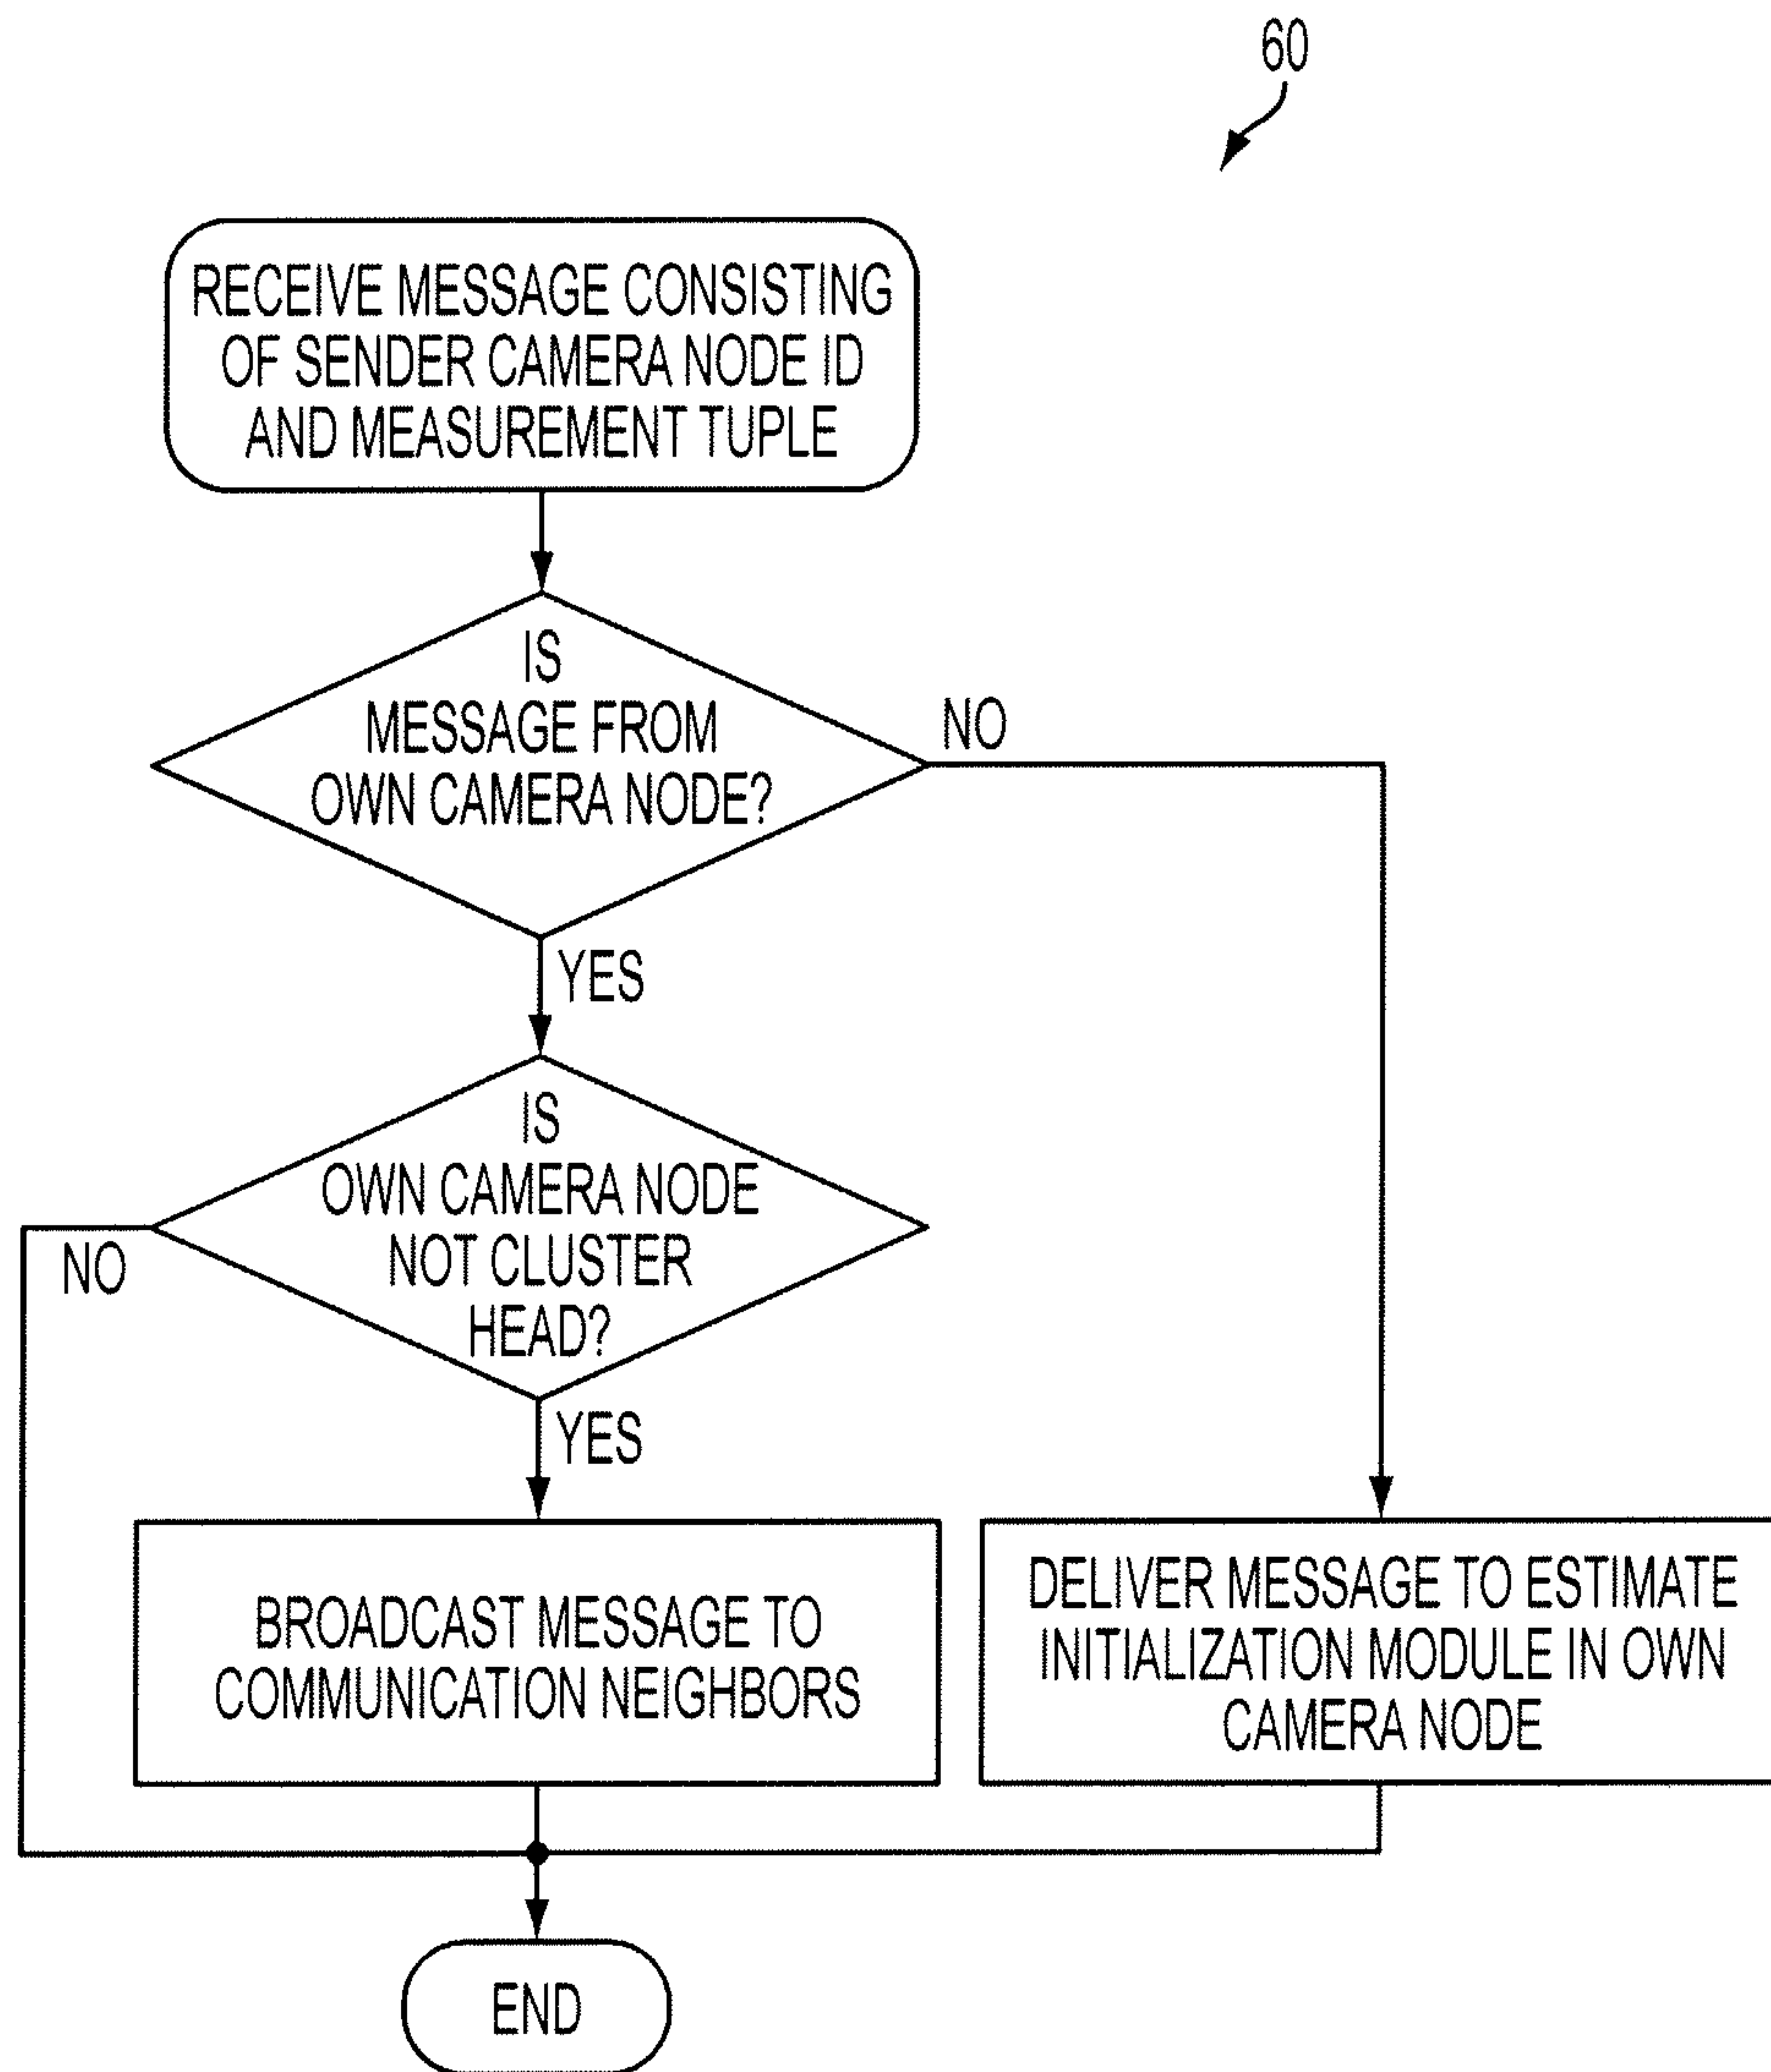 60
RECEIVE MESSAGE CONSISTING
OF SENDER CAMERA NODE ID
AND MEASUREMENT TUPLE
IS
MESSAGE FROM
OWN CAMERA NODE?
NO
YES
IS
OWN CAMERA NODE
NOT CLUSTER
HEAD?
NO
YES
BROADCAST MESSAGE TO
COMMUNICATION NEIGHBORS
DELIVER MESSAGE TO ESTIMATE
INITIALIZATION MODULE IN OWN
CAMERA NODE
END